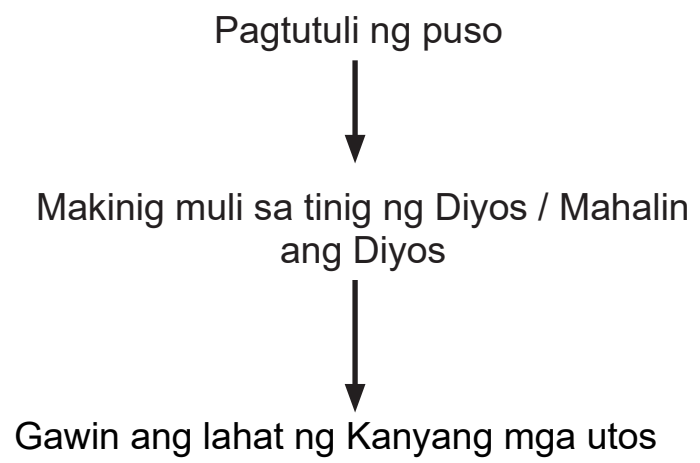 Pagtutuli ng puso
Makinig muli sa tinig ng Diyos / Mahalin
ang Diyos
Gawin ang lahat ng Kanyang mga utos